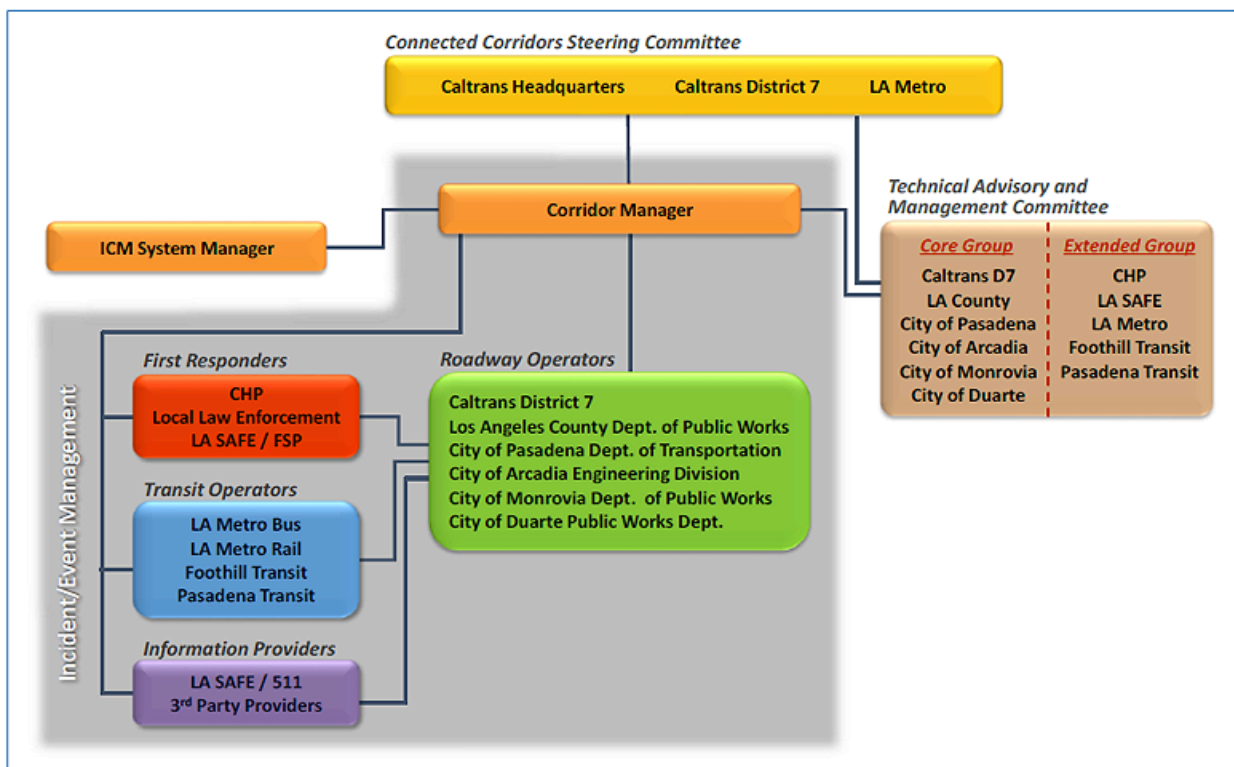 Connected Corridors Steering Committee
Caltrans Headquarters Caltrans District 7 LA Metro
Corridor Manager
ICM System Manager
Technical Advisory and
Management Committee
Core Group
Caltrans D7
LA County
City of Pasadena
City of Arcadia
City of Monrovia
City of Duarte
Extended Group
CHP
LA SAFE
LA Metro
Foothill Transit
Pasadena Transit
Incident/Event Management
First Responders
CHP
Local Law Enforcement
LA SAFE / FSP
Transit Operators
LA Metro Bus
LA Metro Rail
Foothill Transit
Pasadena Transit
Information Providers
LA SAFE / 511
3rd Party Providers
Roadway Operators
Caltrans District 7
Los Angeles County Dept. of Public Works
City of Pasadena Dept. of Transportation
City of Arcadia Engineering Division
City of Monrovia Dept. of Public Works
City of Duarte Public Works Dept.